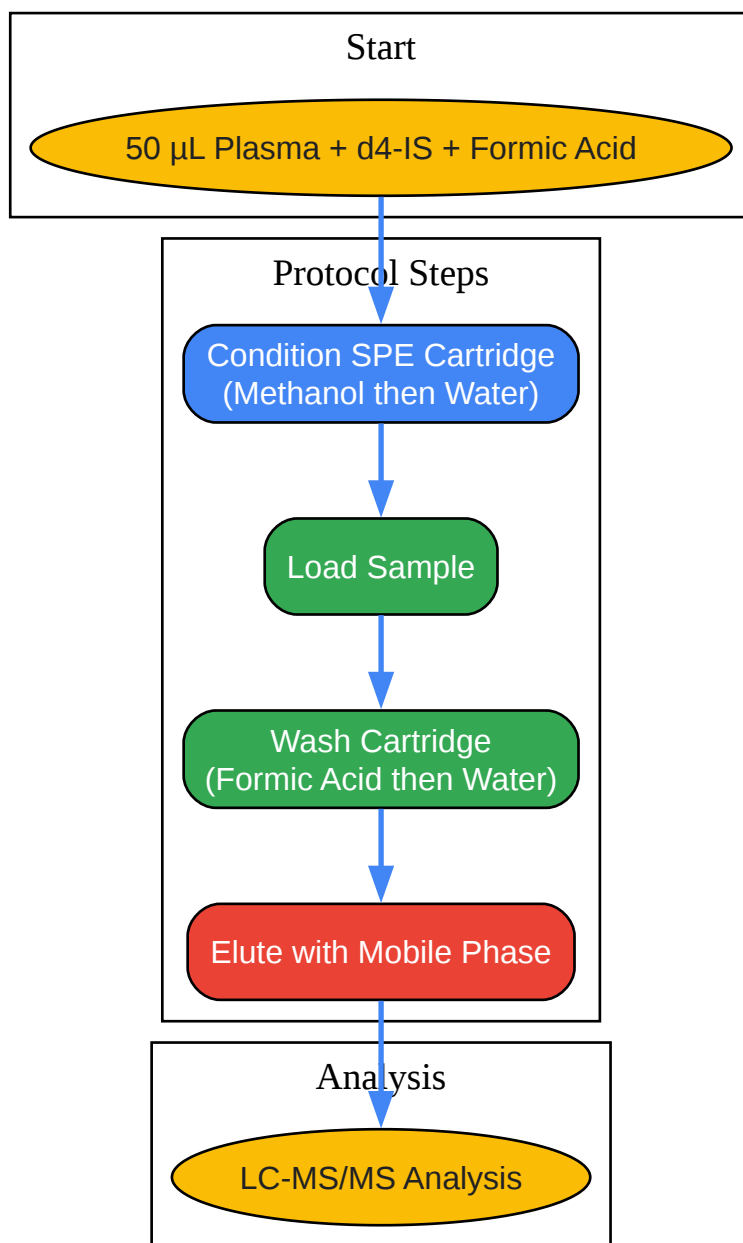 Start
50 µL Plasma + d4-IS + Formic Acid
Protocol Steps
Condition SPE Cartridge
(Methanol then Water)
Load Sample
Wash Cartridge
(Formic Acid then Water)
Elute with Mobile Phase
Analysis
LC-MS/MS Analysis